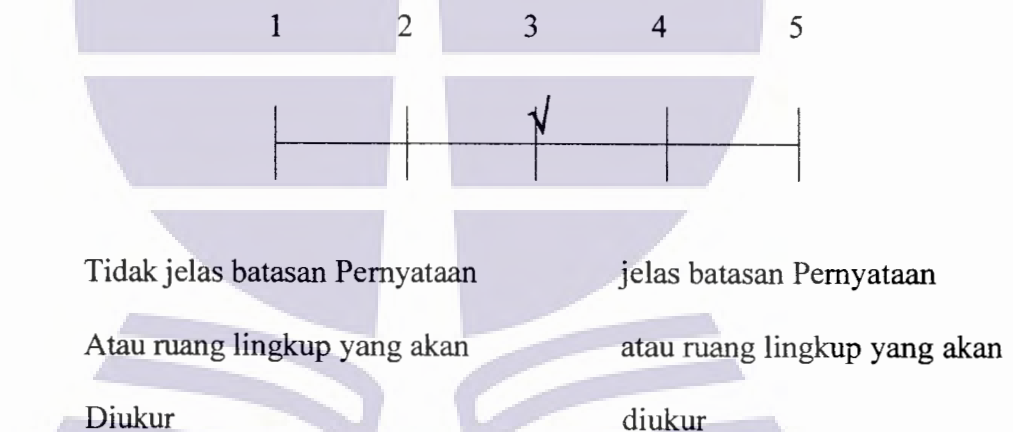 1 2 3 4 5
√
Tidak jelas batasan Pernyataan jelas batasan Pernyataan
Atau ruang lingkup yang akan atau ruang lingkup yang akan
Diukur diukur